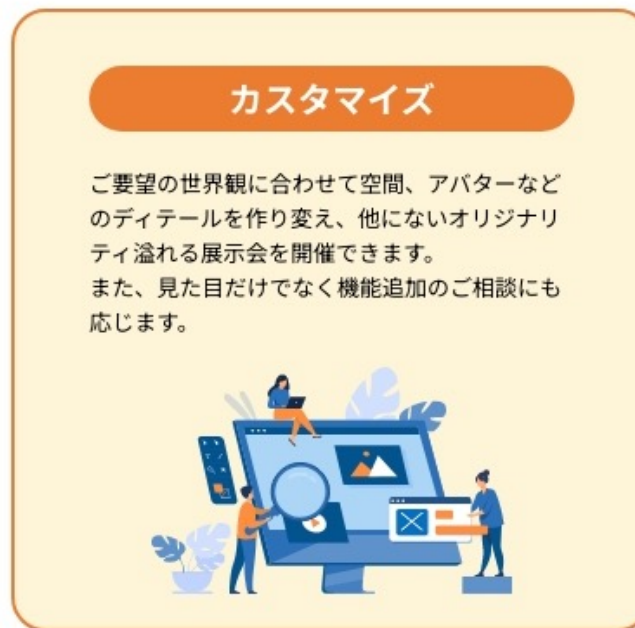 カスタマイズ
ご要望の世界観に合わせて空間、アバターなど
のディテールを作り変え、他にないオリジナリ
ティ溢れる展示会を開催できます。
また、見た目だけでなく機能追加のご相談にも
応じます。